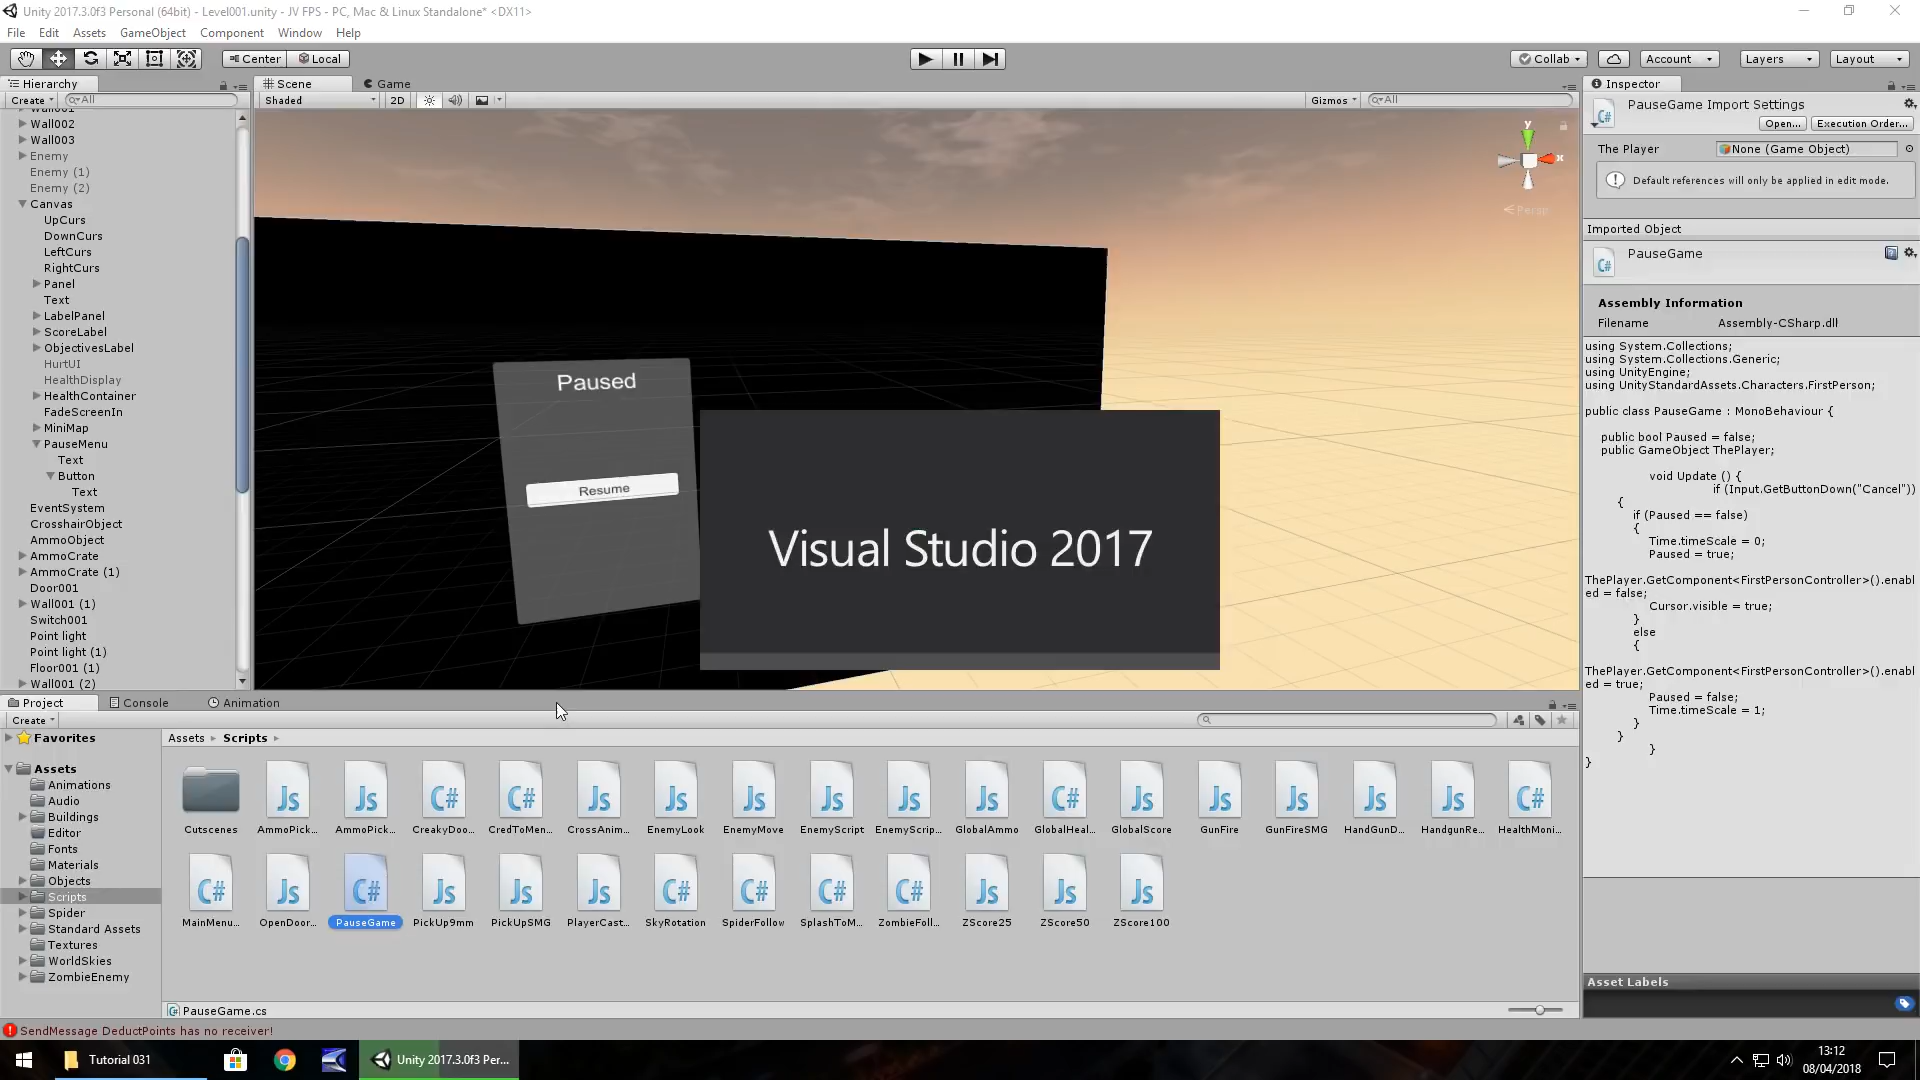 Unity 2017.3.0f3 Personal (64bit) - Level001.unity - JV FPS - PC, Mac & Linux Standalone* <DX11>
File Edit Assets GameObject Component Window Help
Center Local Collab Account Layers Layout
Hierarchy
Create All
Wall002
Wall003
Enemy
Enemy (1)
Enemy (2)
Canvas
UpCurs
DownCurs
LeftCurs
RightCurs
Panel
Text
LabelPanel
ScoreLabel
ObjectivesLabel
HurtUI
HealthDisplay
HealthContainer
FadeScreenIn
MiniMap
PauseMenu
Text
Button
Text
EventSystem
CrosshairObject
AmmoObject
AmmoCrate
AmmoCrate (1)
Door001
Wall001 (1)
Switch001
Point light
Point light (1)
Floor001 (1)
Wall001 (2)
Scene Game
Shaded 2D Gizmos All
y
x
Persp
Paused
Resume
Visual Studio 2017
Inspector
PauseGame Import Settings
Open... Execution Order...
The Player None (Game Object)
Default references will only be applied in edit mode.
Imported Object
PauseGame
Assembly Information
Filename Assembly-CSharp.dll
using System.Collections;
using System.Collections.Generic;
using UnityEngine;
using UnityStandardAssets.Characters.FirstPerson;
public class PauseGame : MonoBehaviour {
public bool Paused = false;
public GameObject ThePlayer;
void Update () {
if (Input.GetButtonDown("Cancel"))
{
if (Paused == false)
{
Time.timeScale = 0;
Paused = true;
ThePlayer.GetComponent<FirstPersonController>().enabl
ed = false;
Cursor.visible = true;
}
else
{
ThePlayer.GetComponent<FirstPersonController>().enabl
ed = true;
Paused = false;
Time.timeScale = 1;
}
}
}
}
Asset Labels
Project Console Animation
Create
Favorites
Assets
Animations
Audio
Buildings
Editor
Fonts
Materials
Objects
Scripts
Spider
Standard Assets
Textures
WorldSkies
ZombieEnemy
Assets Scripts
Cutscenes AmmoPick... AmmoPick... CreakyDoo... CredToMen... CrossAnim... EnemyLook EnemyMove EnemyScript EnemyScrip... GlobalAmmo GlobalHeal... GlobalScore GunFire GunFireSMG HandGunD... HandgunRe... HealthMoni...
MainMenu... OpenDoor... PauseGame PickUp9mm PickUpSMG PlayerCast... SkyRotation SpiderFollow SplashToM... ZombieFoll... ZScore25 ZScore50 ZScore100
PauseGame.cs
SendMessage DeductPoints has no receiver!
Tutorial 031 Unity 2017.3.0f3 Per...
13:12
08/04/2018